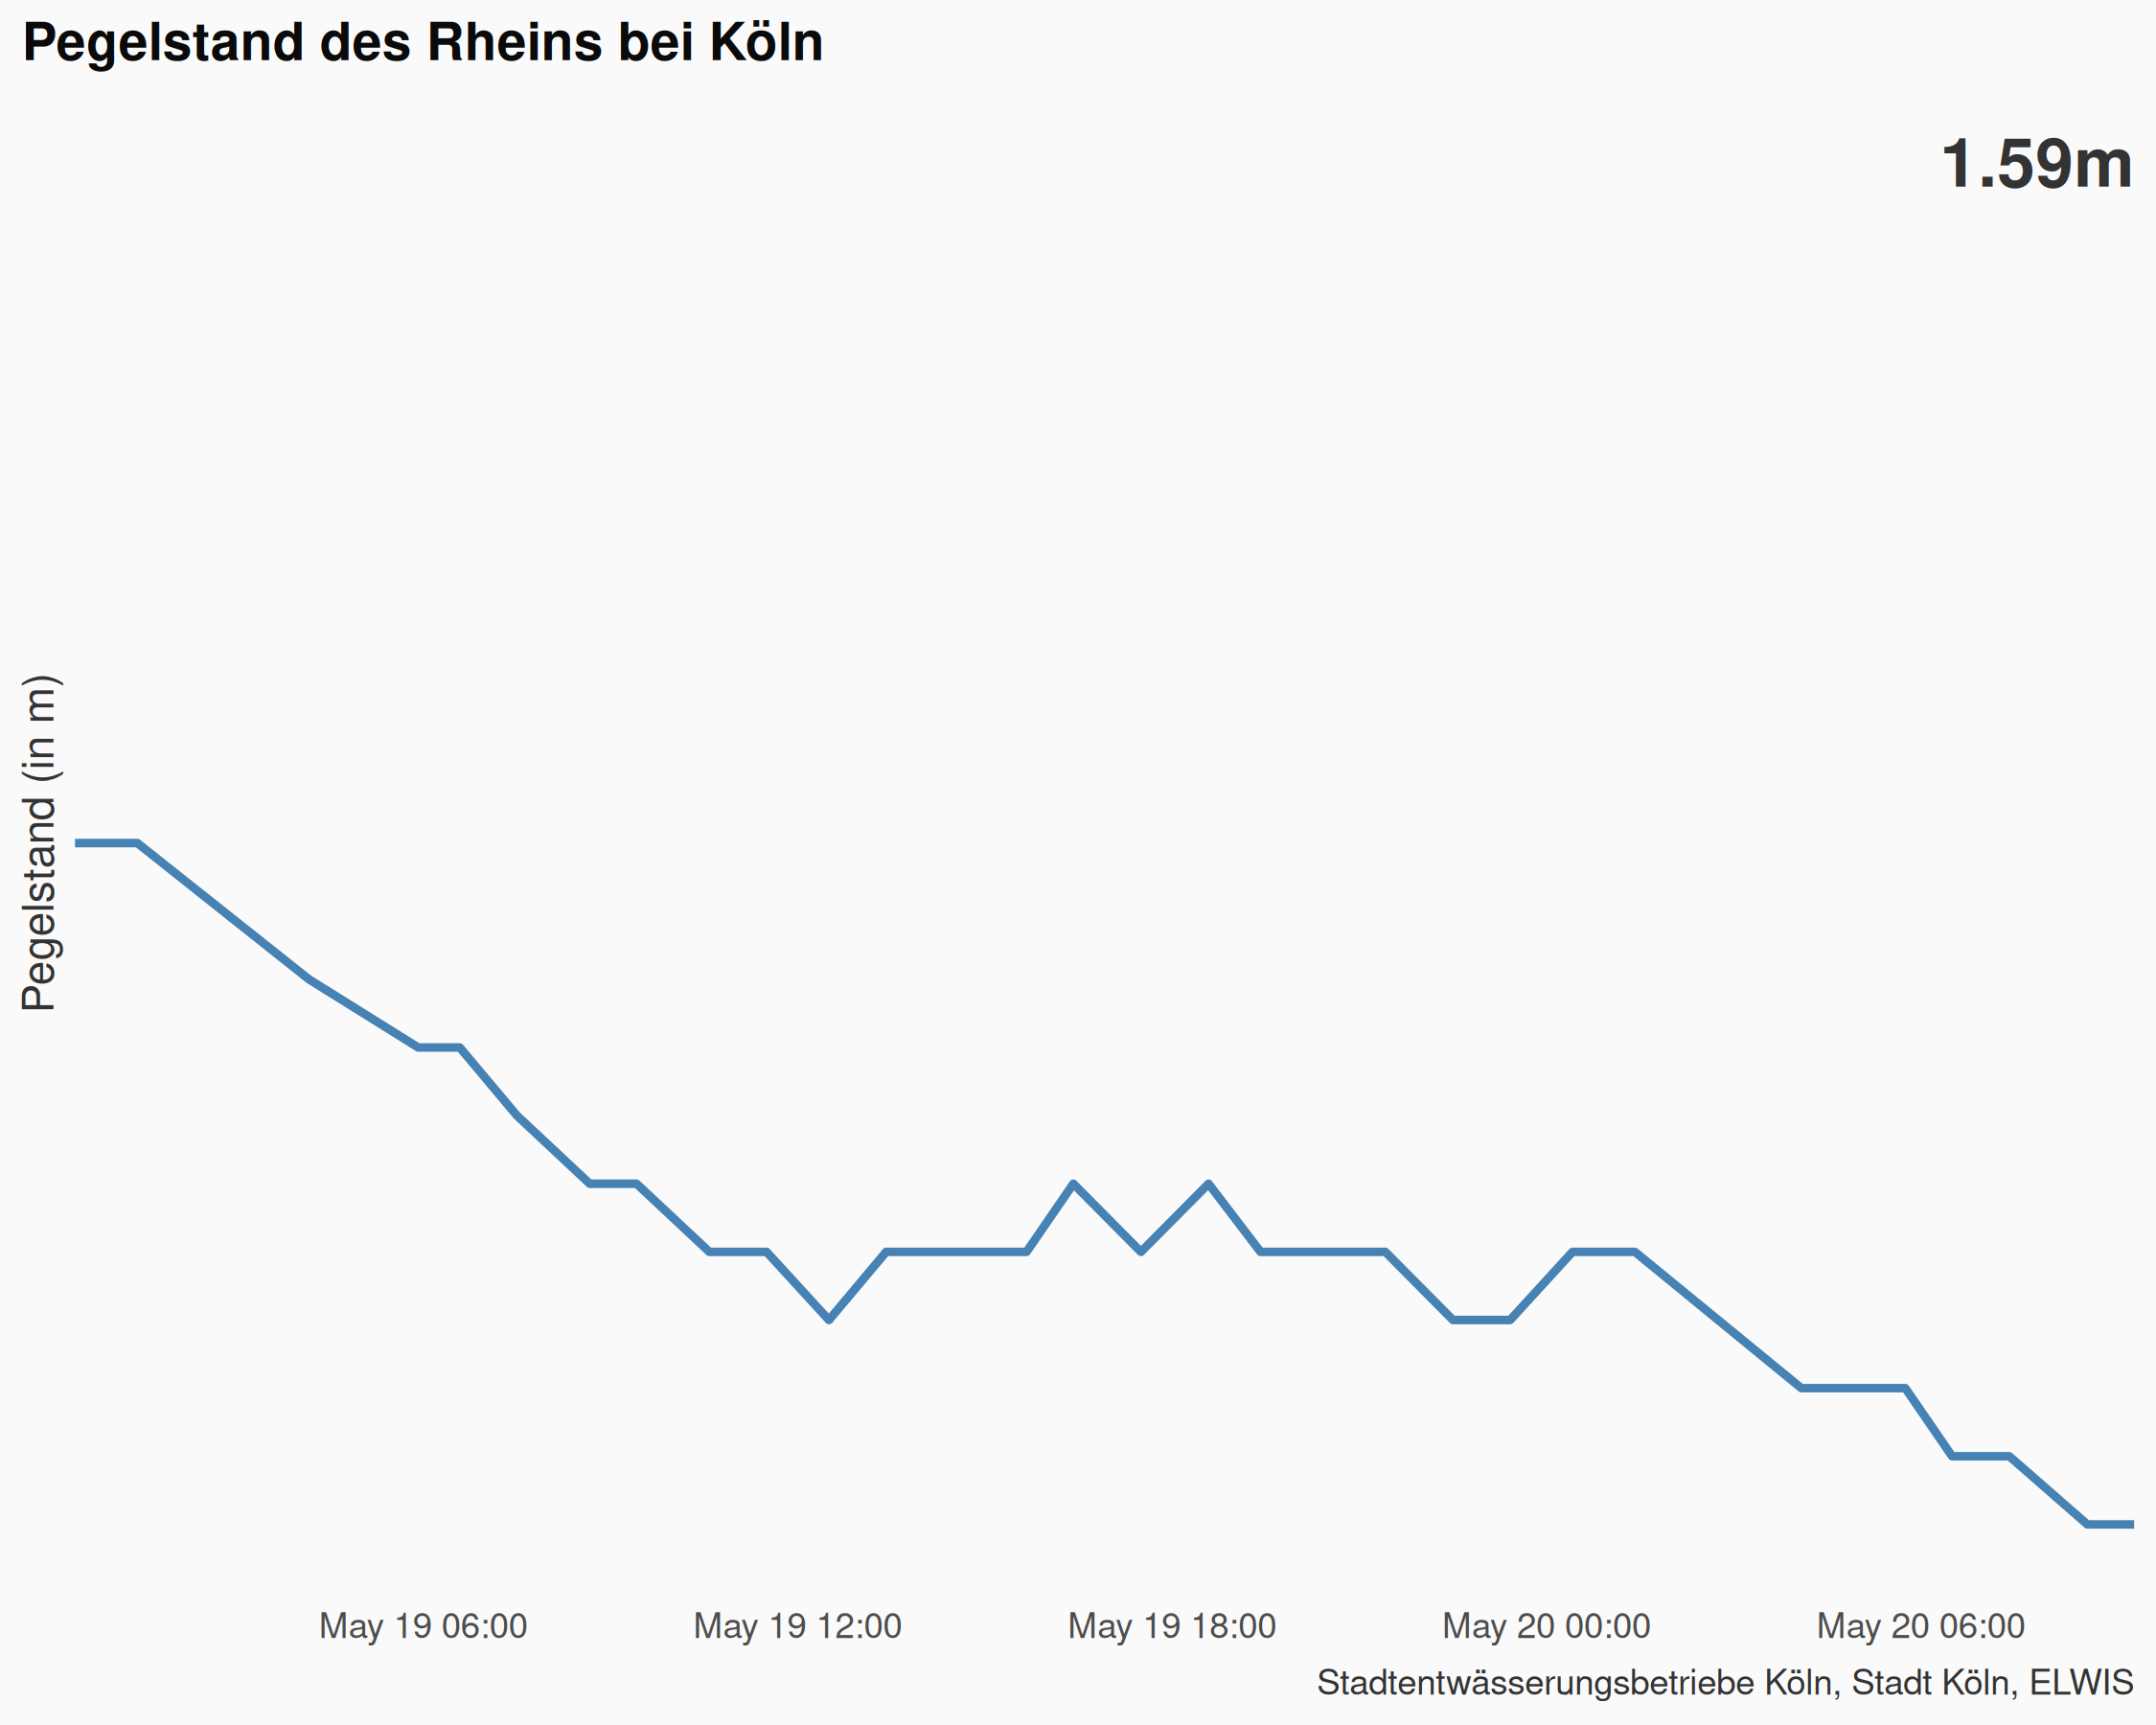 Pegelstand des Rheins bei Köln
1.59m
Pegelstand (in m)
May 19 06:00
May 19 12:00
May 19 18:00
May 20 00:00
May 20 06:00
Stadtentwässerungsbetriebe Köln, Stadt Köln, ELWIS